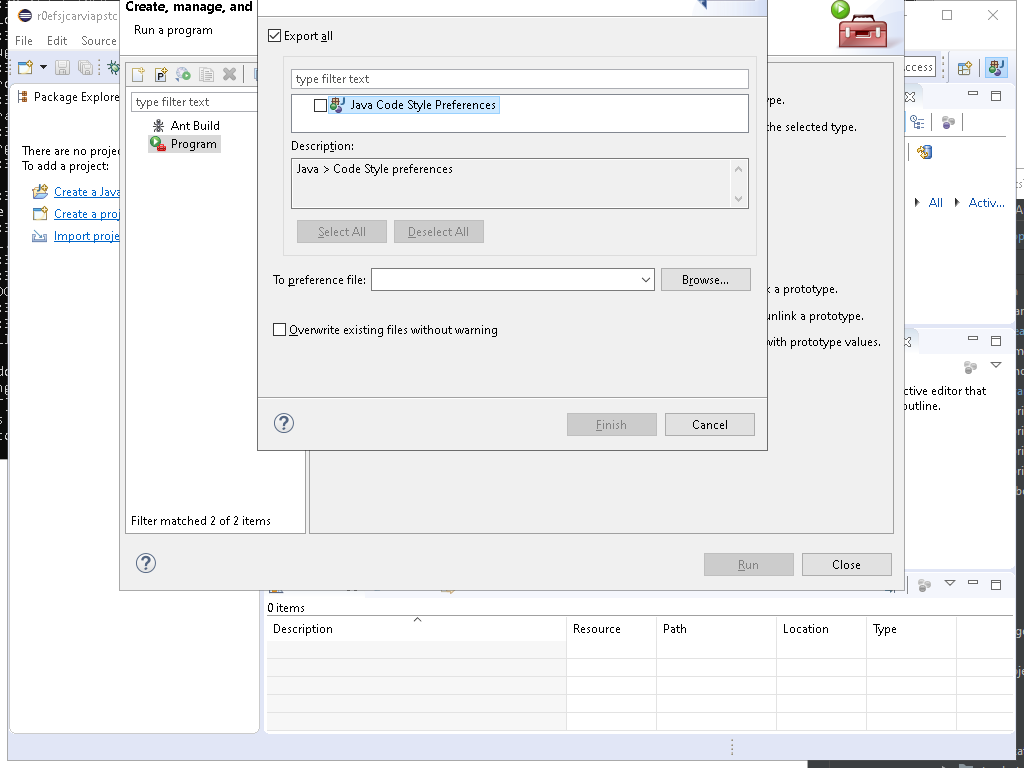 r0efsjcarviapstc
File Edit Source
Package Explore
There are no projec
To add a project:
Create a Java
Create a proj
Import proje
Create, manage, and
Run a program
type filter text
Ant Build
Program
Filter matched 2 of 2 items
Export all
type filter text
Java Code Style Preferences
Description:
Java > Code Style preferences
Select All Deselect All
To preference file: Browse...
Overwrite existing files without warning
Finish Cancel
ype.
the selected type.
k a prototype.
unlink a prototype.
with prototype values.
Run Close
ccess
All Activ...
ctive editor that
outline.
0 items
Description Resource Path Location Type